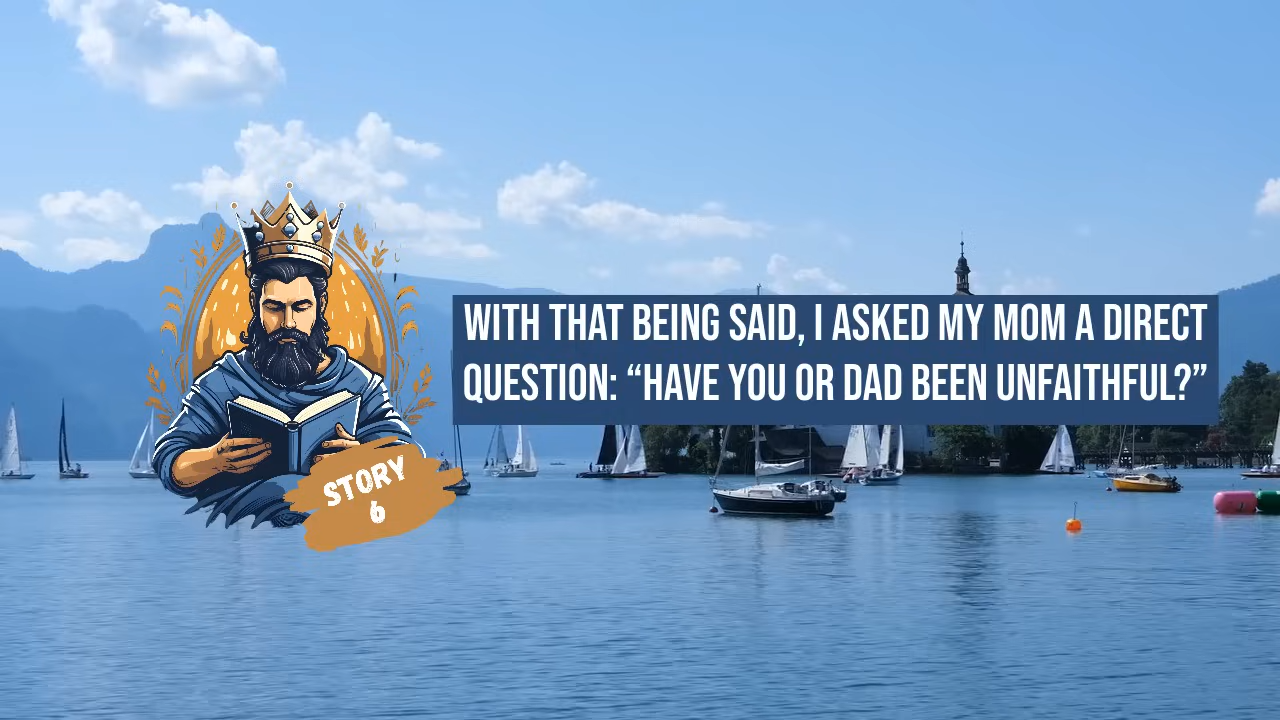 WITH THAT BEING SAID, I ASKED MY MOM A DIRECT
QUESTION: “HAVE YOU OR DAD BEEN UNFAITHFUL?”
STORY
6